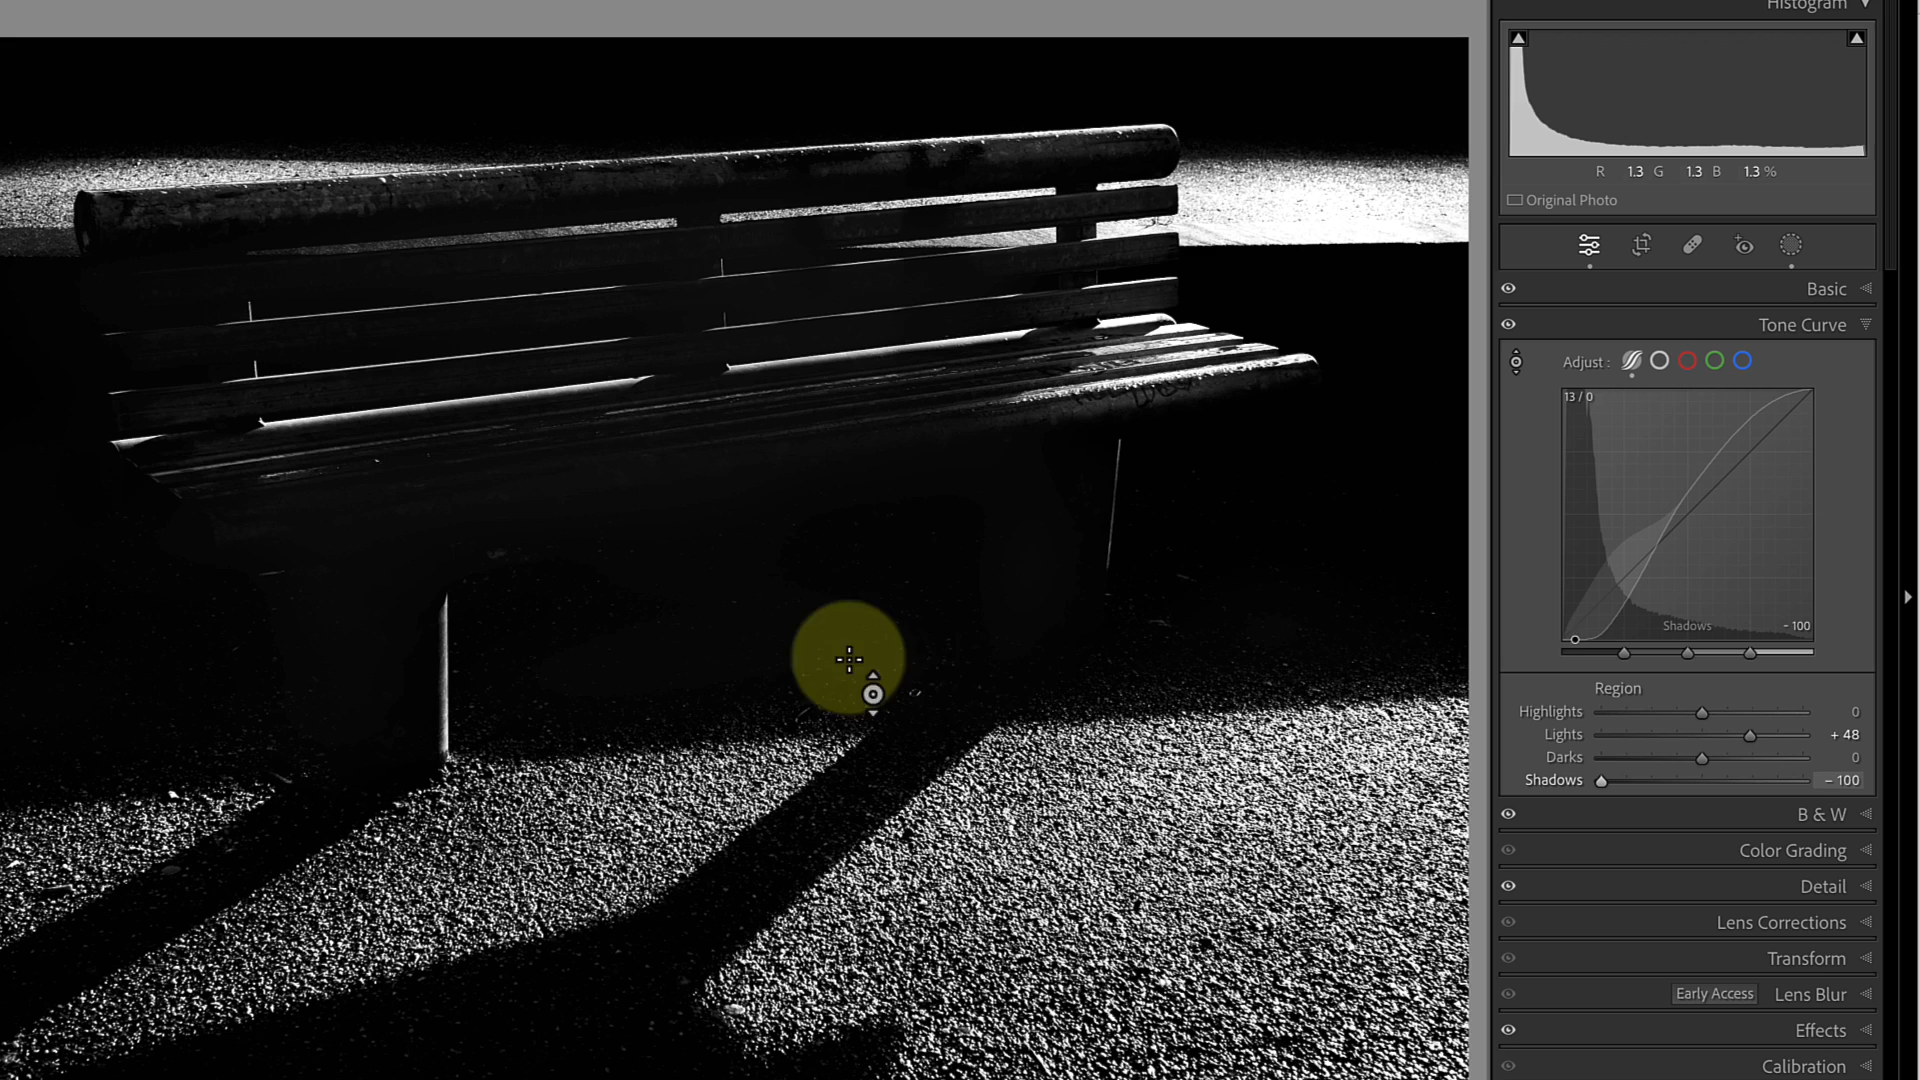 Histogram
R 1.3 G 1.3 B 1.3 %
Original Photo
Basic
Tone Curve
Adjust :
13 / 0
Shadows - 100
Region
Highlights 0
Lights + 48
Darks 0
Shadows - 100
B & W
Color Grading
Detail
Lens Corrections
Transform
Early Access Lens Blur
Effects
Calibration